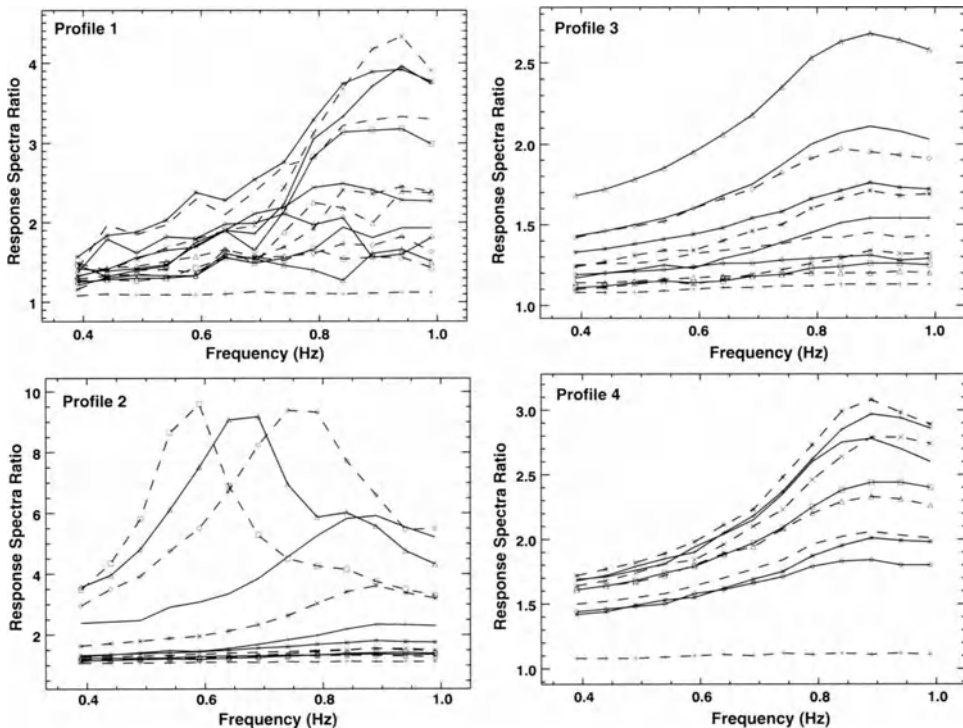 Profile 1
Response Spectra Ratio
4
3
2
1
0.4 0.6 0.8 1.0
Frequency (Hz)
Profile 3
Response Spectra Ratio
2.5
2.0
1.5
1.0
0.4 0.6 0.8 1.0
Frequency (Hz)
Profile 2
Response Spectra Ratio
10
8
6
4
2
0.4 0.6 0.8 1.0
Frequency (Hz)
Profile 4
Response Spectra Ratio
3.0
2.5
2.0
1.5
1.0
0.4 0.6 0.8 1.0
Frequency (Hz)